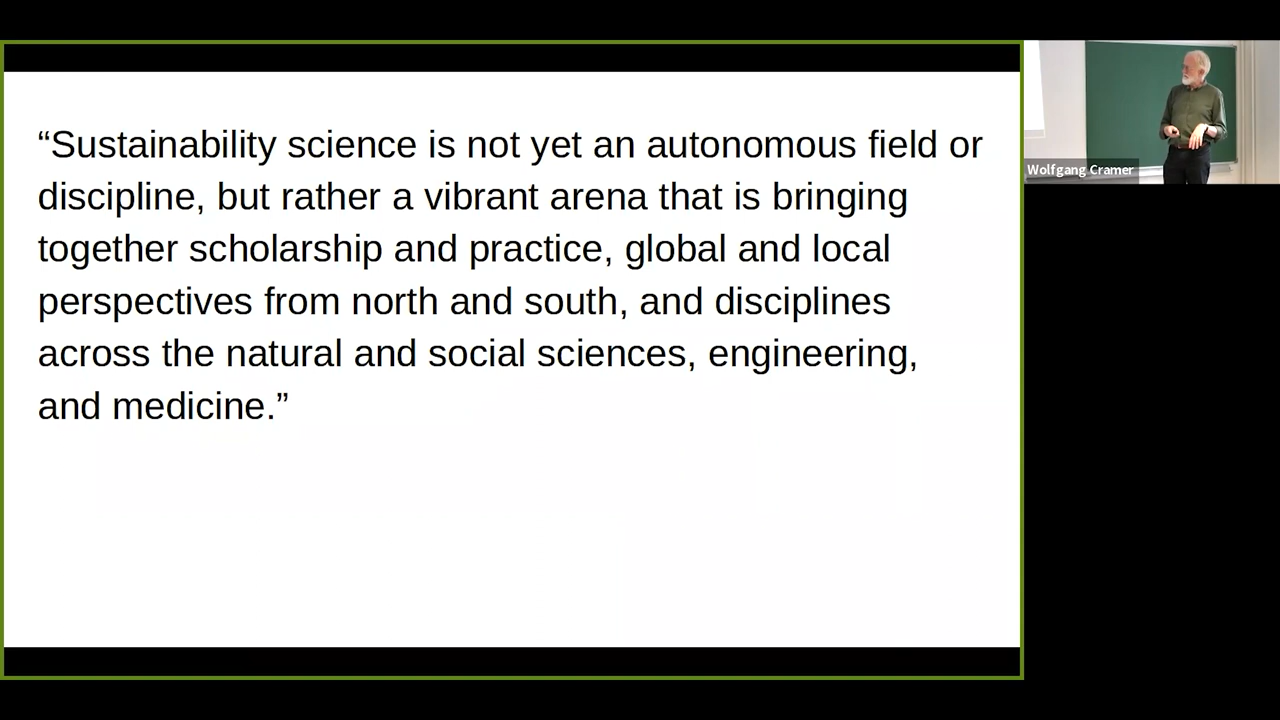 “Sustainability science is not yet an autonomous field or
discipline, but rather a vibrant arena that is bringing
together scholarship and practice, global and local
perspectives from north and south, and disciplines
across the natural and social sciences, engineering,
and medicine.”
Wolfgang Cramer